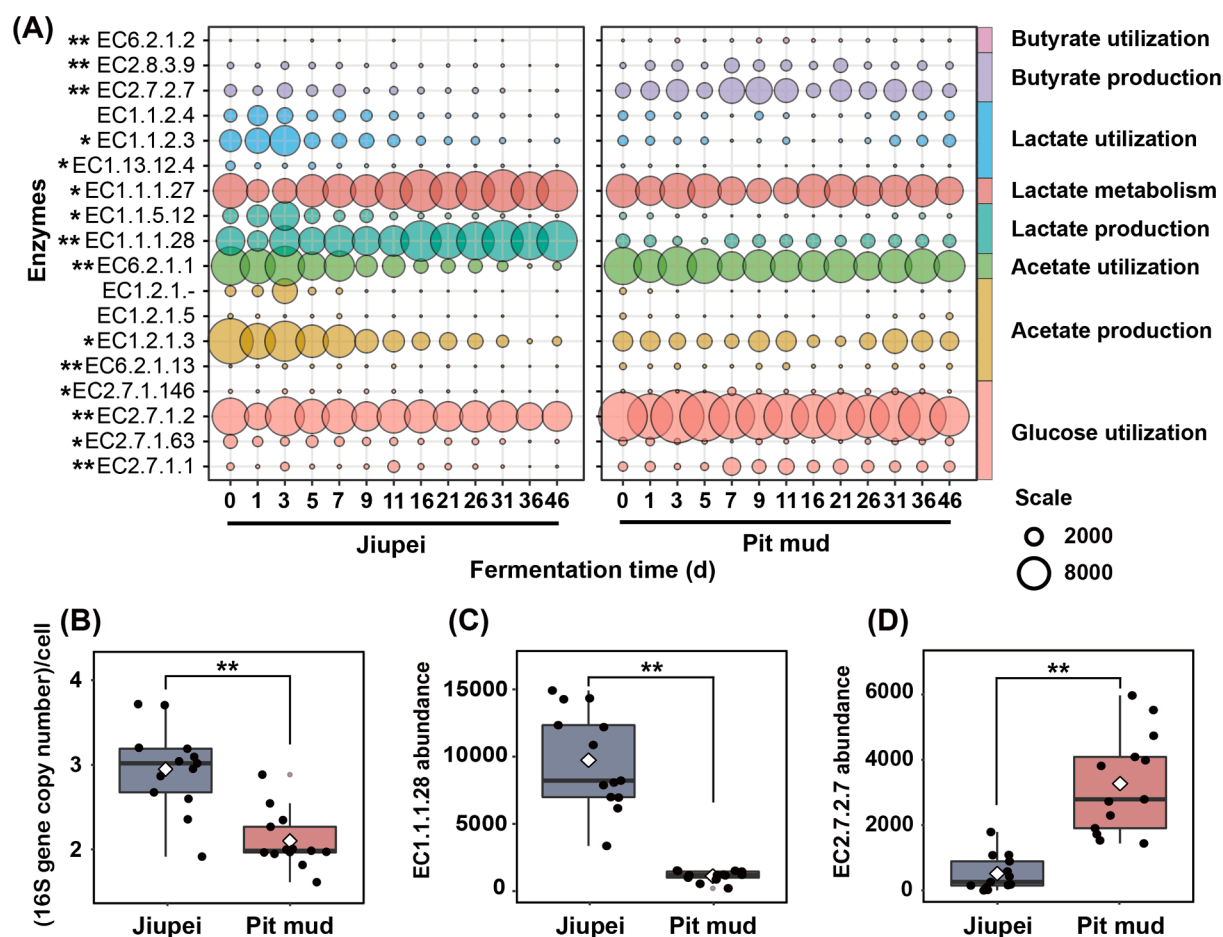 (A)
** EC6.2.1.2
** EC2.8.3.9
** EC2.7.2.7
EC1.1.2.4
* EC1.1.2.3
* EC1.13.12.4
* EC1.1.1.27
* EC1.1.5.12
** EC1.1.1.28
** EC6.2.1.1
EC1.2.1.-
EC1.2.1.5
* EC1.2.1.3
** EC6.2.1.13
* EC2.7.1.146
** EC2.7.1.2
* EC2.7.1.63
** EC2.7.1.1
Enzymes
Butyrate utilization
Butyrate production
Lactate utilization
Lactate metabolism
Lactate production
Acetate utilization
Acetate production
Glucose utilization
0 1 3 5 7 9 11 16 21 26 31 36 46
0 1 3 5 7 9 11 16 21 26 31 36 46
Jiupei
Pit mud
Fermentation time (d)
Scale
2000
8000
(B)
(16S gene copy number)/cell
4
3
2
**
Jiupei Pit mud
(C)
EC1.1.1.28 abundance
15000
10000
5000
0
**
Jiupei Pit mud
(D)
EC2.7.2.7 abundance
6000
4000
2000
0
**
Jiupei Pit mud